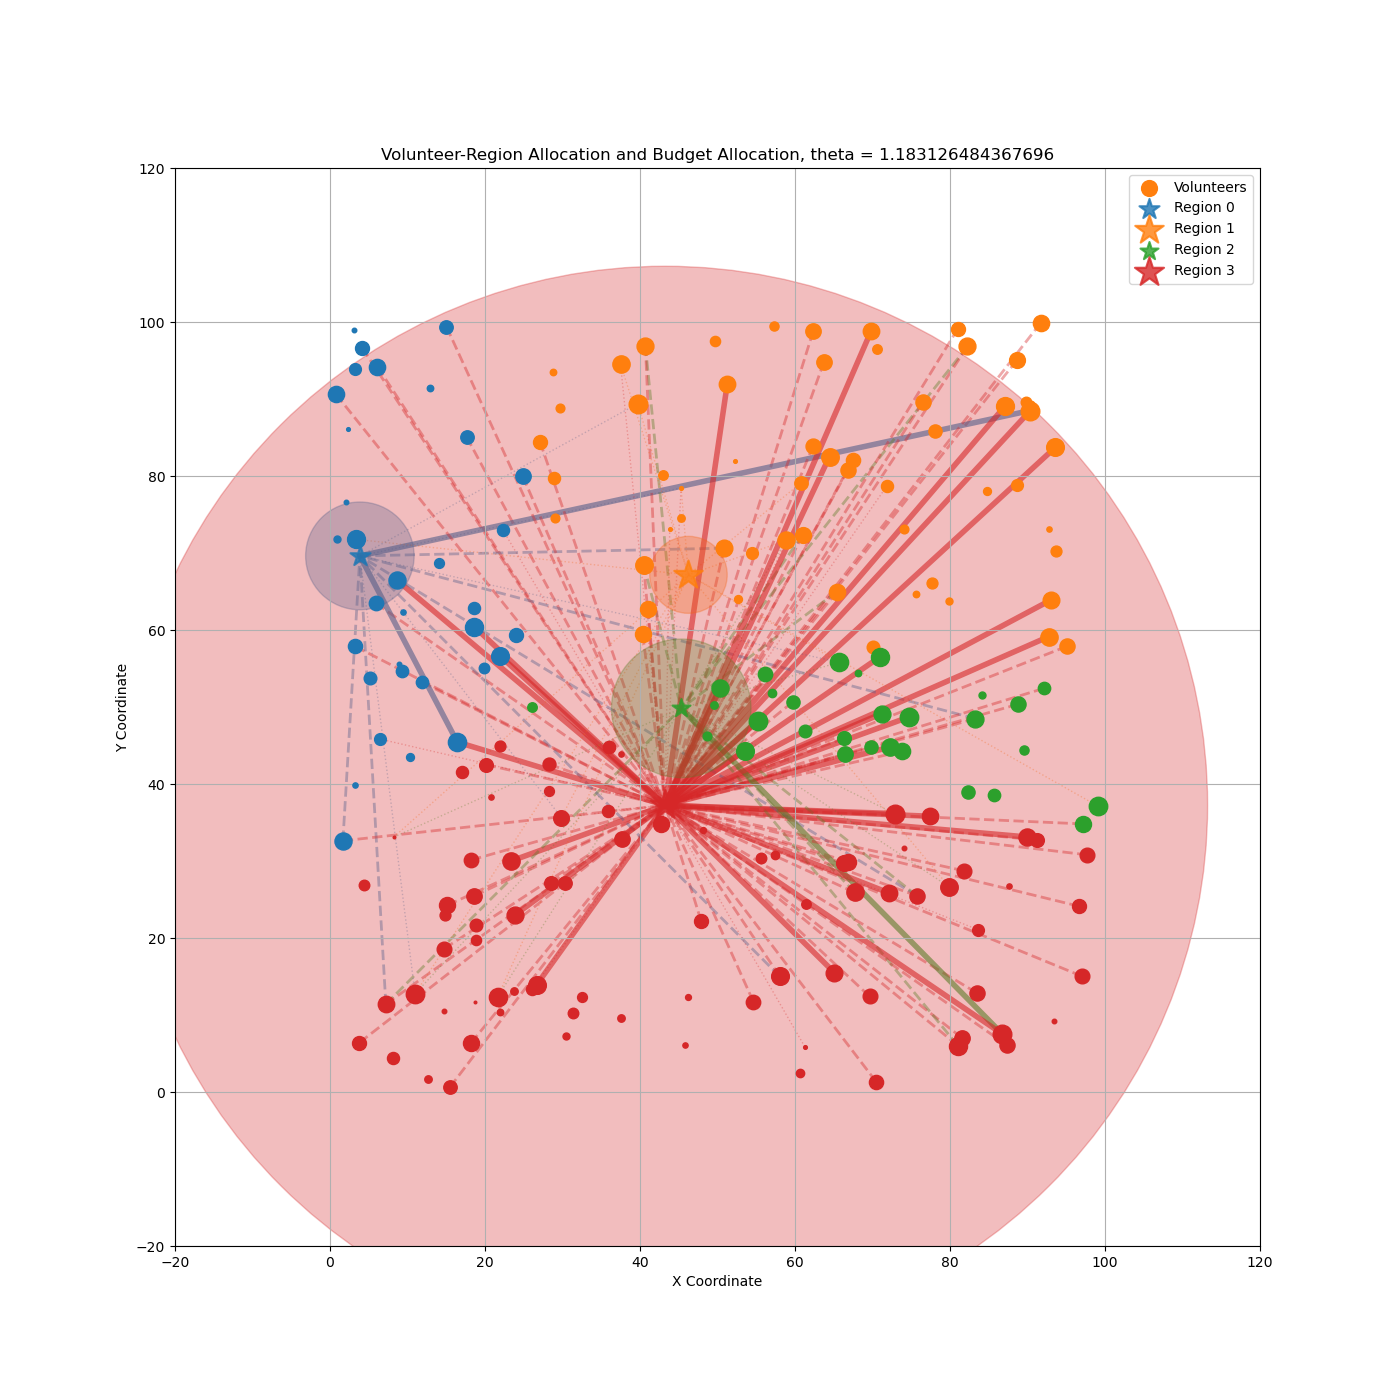 Volunteer-Region Allocation and Budget Allocation, theta = 1.183126484367696
Volunteers
Region 0
Region 1
Region 2
Region 3
120
100
80
60
40
20
0
−20
Y Coordinate
−20
0
20
40
60
80
100
120
X Coordinate